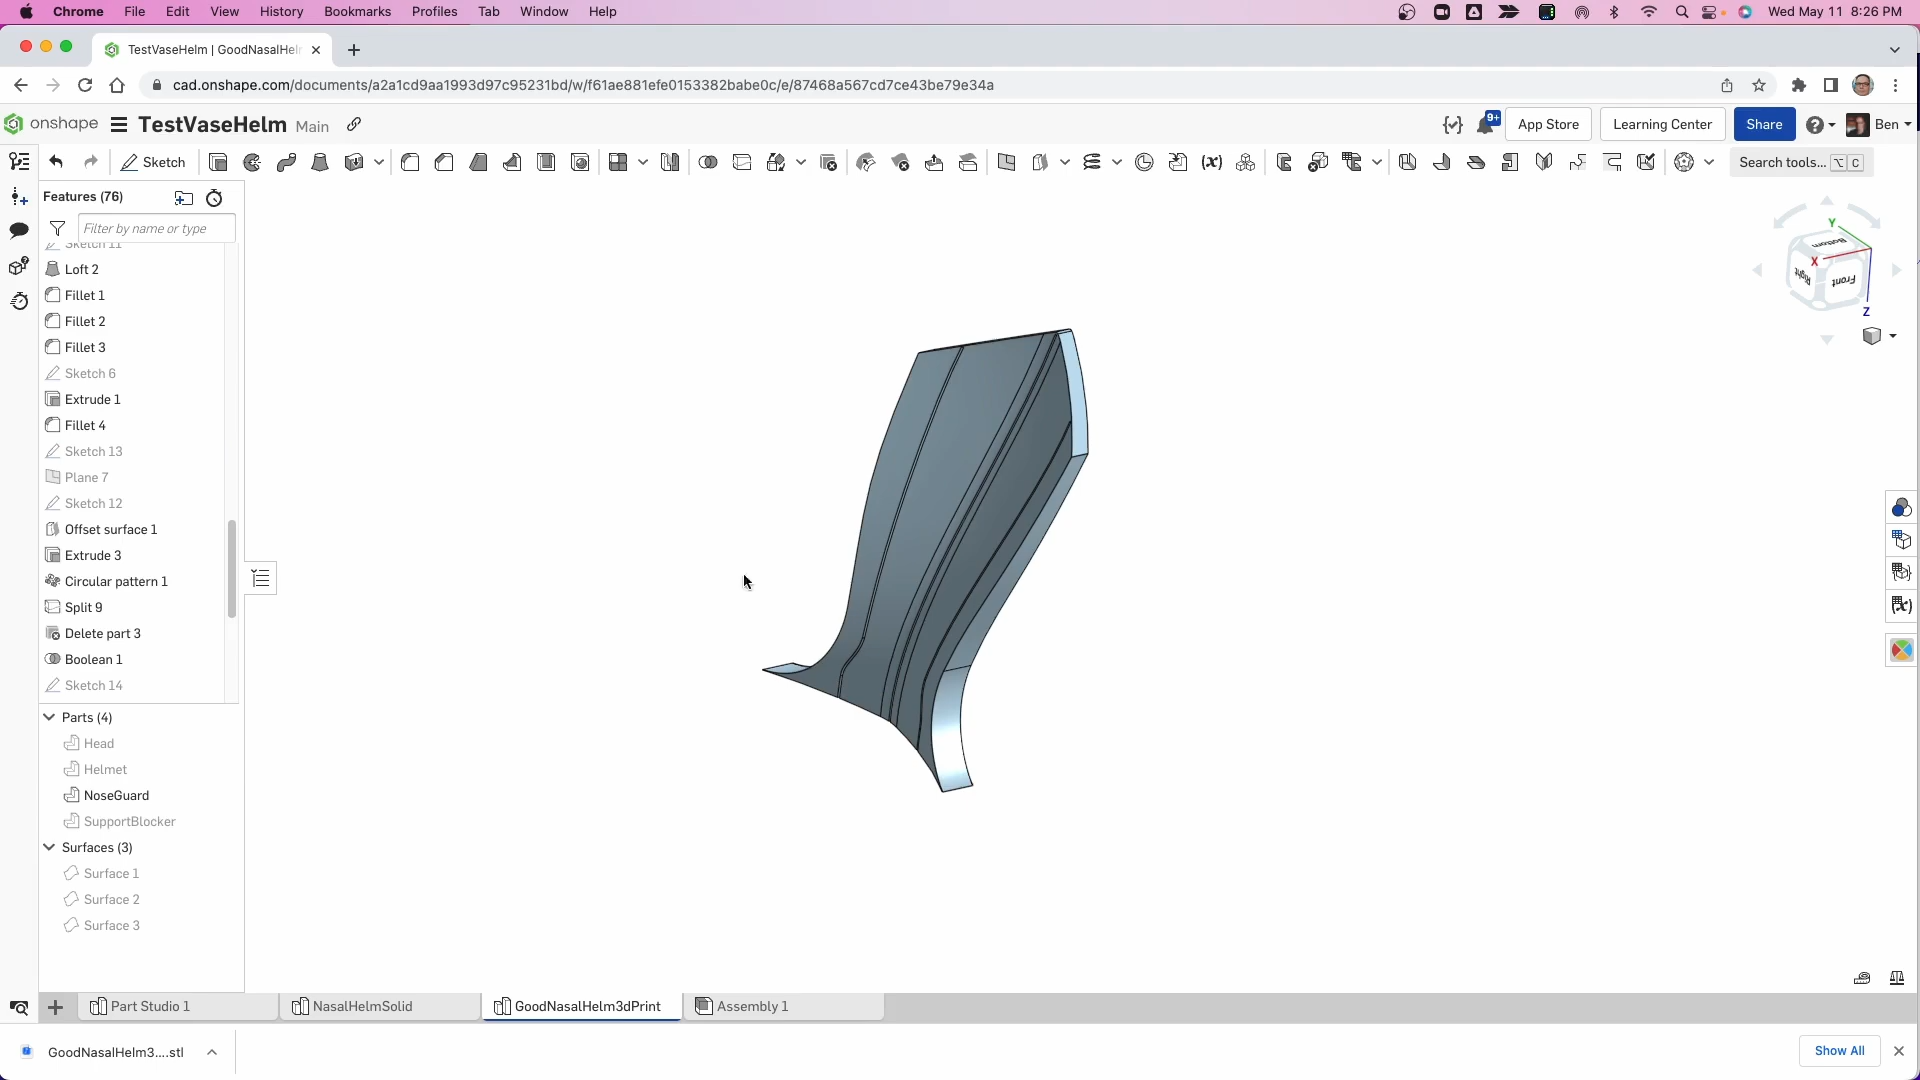 Chrome File Edit View History Bookmarks Profiles Tab Window Help Wed May 11 8:26 PM
TestVaseHelm | GoodNasalHel
cad.onshape.com/documents/a2a1cd9aa1993d97c95231bd/w/f61ae881efe0153382babe0c/e/87468a567cd7ce43be79e34a
onshape TestVaseHelm Main 9+ App Store Learning Center Share Ben
Sketch Search tools... ⌥ C
Features (76)
Filter by name or type
Sketch 11
Loft 2
Fillet 1
Fillet 2
Fillet 3
Sketch 6
Extrude 1
Fillet 4
Sketch 13
Plane 7
Sketch 12
Offset surface 1
Extrude 3
Circular pattern 1
Split 9
Delete part 3
Boolean 1
Sketch 14
Parts (4)
Head
Helmet
NoseGuard
SupportBlocker
Surfaces (3)
Surface 1
Surface 2
Surface 3
Y
Bottom
X
Right Front
Z
Part Studio 1 NasalHelmSolid GoodNasalHelm3dPrint Assembly 1
GoodNasalHelm3....stl Show All